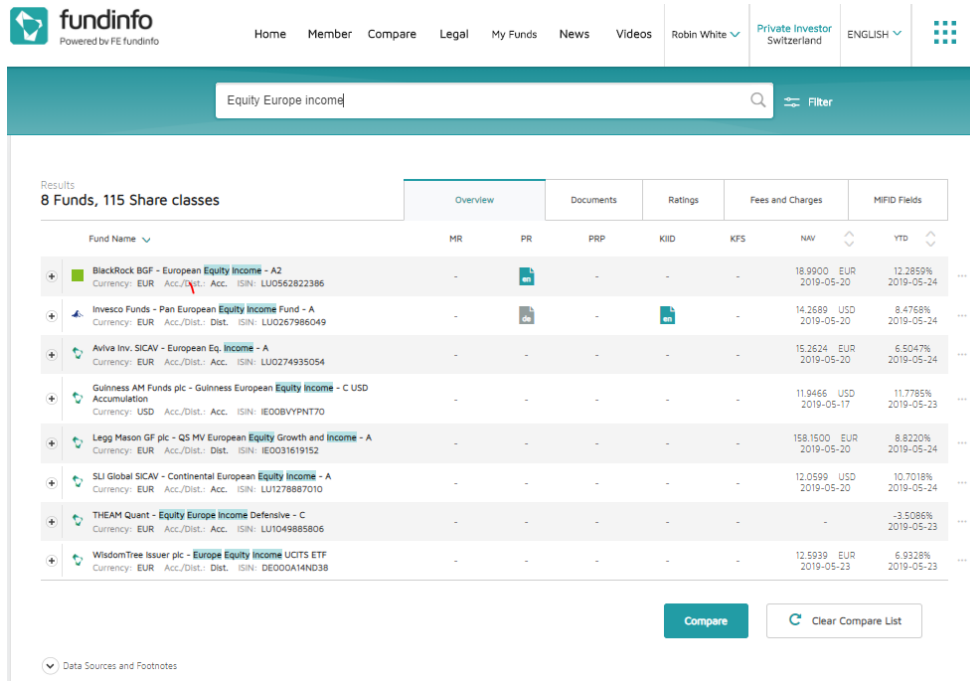 fundinfo
Powered by FE fundinfo
Home Member Compare Legal My Funds News Videos Robin White Private Investor Switzerland ENGLISH
Equity Europe income
Filter
Results
8 Funds, 115 Share classes
Overview Documents Ratings Fees and Charges MIFID Fields
Fund Name MR PR PRP KIID KFS NAV YTD
BlackRock BGF - European Equity Income - A2
Currency: EUR Acc./Dist.: Acc. ISIN: LU0562822386
- en - - - 18.9900 EUR 12.2859%
2019-05-20 2019-05-24
Invesco Funds - Pan European Equity Income Fund - A
Currency: EUR Acc./Dist.: Dist. ISIN: LU0267986049
- de - en - 14.2689 USD 8.4768%
2019-05-20 2019-05-24
Aviva Inv. SICAV - European Eq. Income - A
Currency: EUR Acc./Dist.: Acc. ISIN: LU0274935054
- - - - - 15.2624 EUR 6.5047%
2019-05-20 2019-05-24
Guinness AM Funds plc - Guinness European Equity Income - C USD
Accumulation
Currency: USD Acc./Dist.: Acc. ISIN: IE00BVYPNT70
- - - - - 11.9466 USD 11.7785%
2019-05-17 2019-05-23
Legg Mason GF plc - QS MV European Equity Growth and Income - A
Currency: EUR Acc./Dist.: Dist. ISIN: IE0031619152
- - - - - 158.1500 EUR 8.8220%
2019-05-20 2019-05-24
SLI Global SICAV - Continental European Equity Income - A
Currency: EUR Acc./Dist.: Acc. ISIN: LU1278887010
- - - - - 12.0599 USD 10.7018%
2019-05-20 2019-05-24
THEAM Quant - Equity Europe Income Defensive - C
Currency: EUR Acc./Dist.: Acc. ISIN: LU1049885806
- - - - - - -3.5086%
2019-05-23
WisdomTree Issuer plc - Europe Equity Income UCITS ETF
Currency: EUR Acc./Dist.: Dist. ISIN: DE000A14ND38
- - - - - 12.5939 EUR 6.9328%
2019-05-23 2019-05-23
Compare Clear Compare List
Data Sources and Footnotes